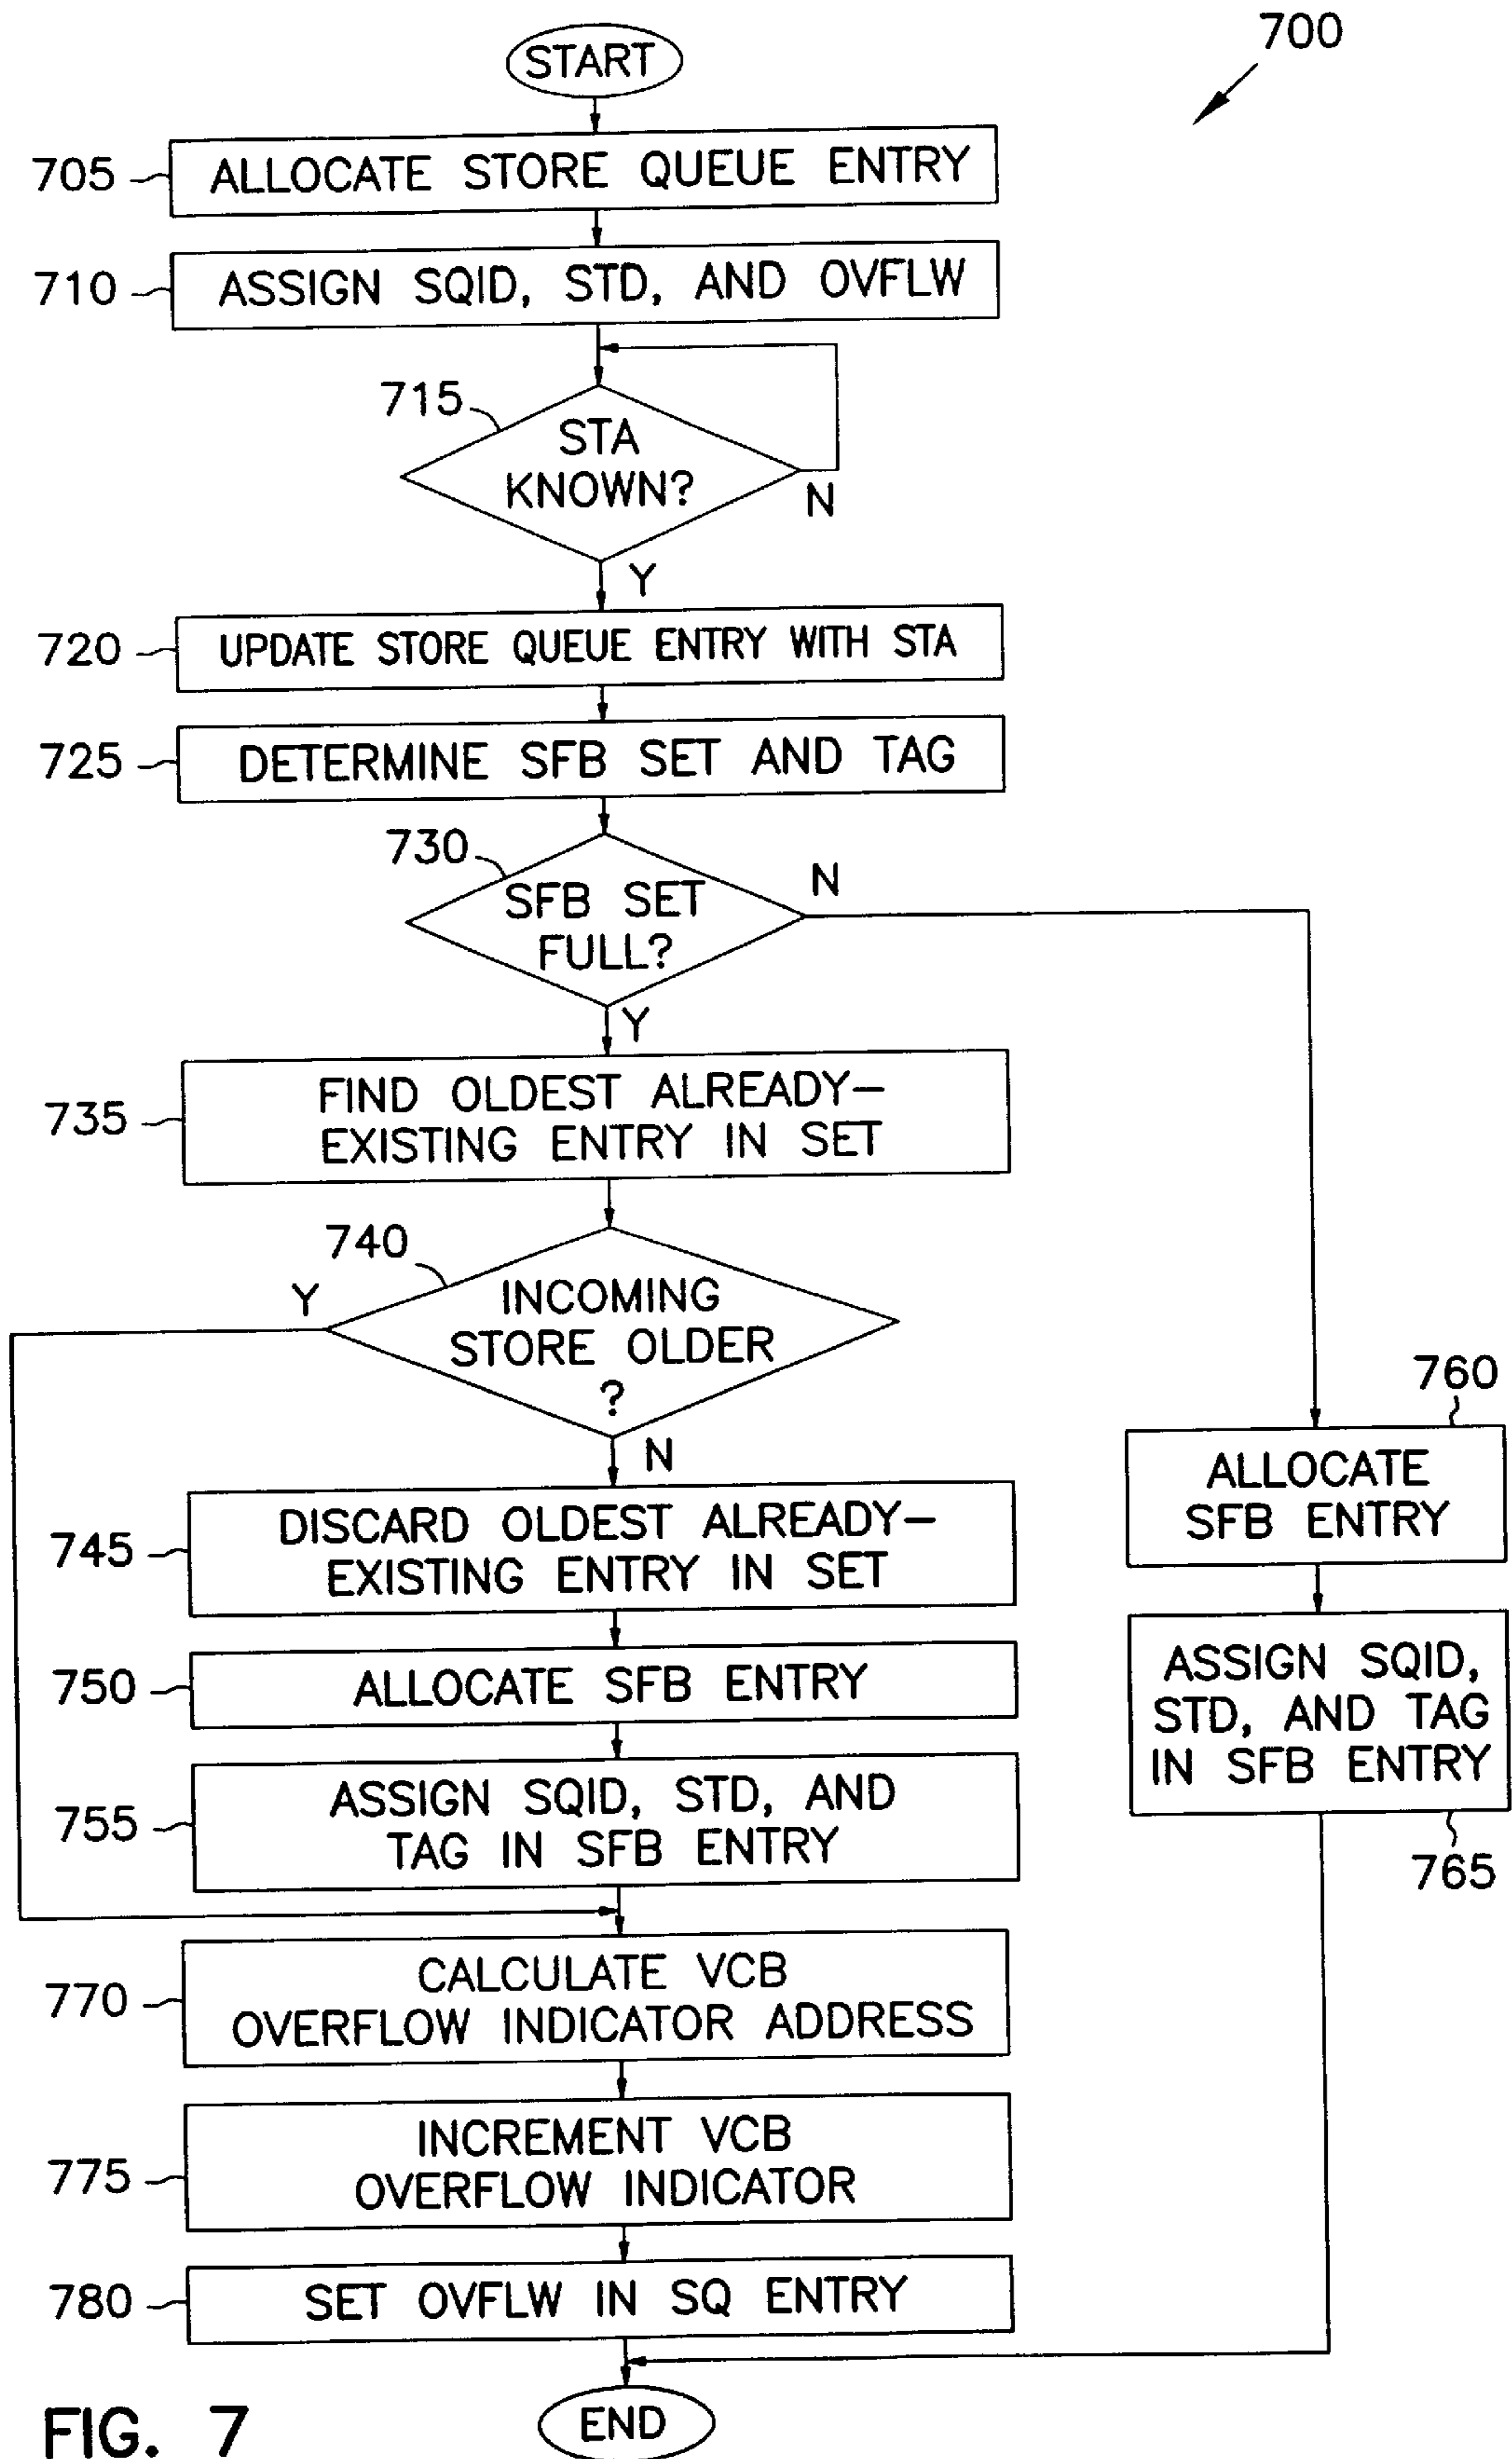 700
START
705
ALLOCATE STORE QUEUE ENTRY
710
ASSIGN SQID, STD, AND OVFLW
715
STA
KNOWN?
N
Y
720
UPDATE STORE QUEUE ENTRY WITH STA
725
DETERMINE SFB SET AND TAG
730
SFB SET
FULL?
N
Y
735
FIND OLDEST ALREADY-
EXISTING ENTRY IN SET
740
Y
INCOMING
STORE OLDER
?
N
745
DISCARD OLDEST ALREADY-
EXISTING ENTRY IN SET
750
ALLOCATE SFB ENTRY
755
ASSIGN SQID, STD, AND
TAG IN SFB ENTRY
760
ALLOCATE
SFB ENTRY
ASSIGN SQID,
STD, AND TAG
IN SFB ENTRY
765
770
CALCULATE VCB
OVERFLOW INDICATOR ADDRESS
775
INCREMENT VCB
OVERFLOW INDICATOR
780
SET OVFLW IN SQ ENTRY
END
FIG. 7